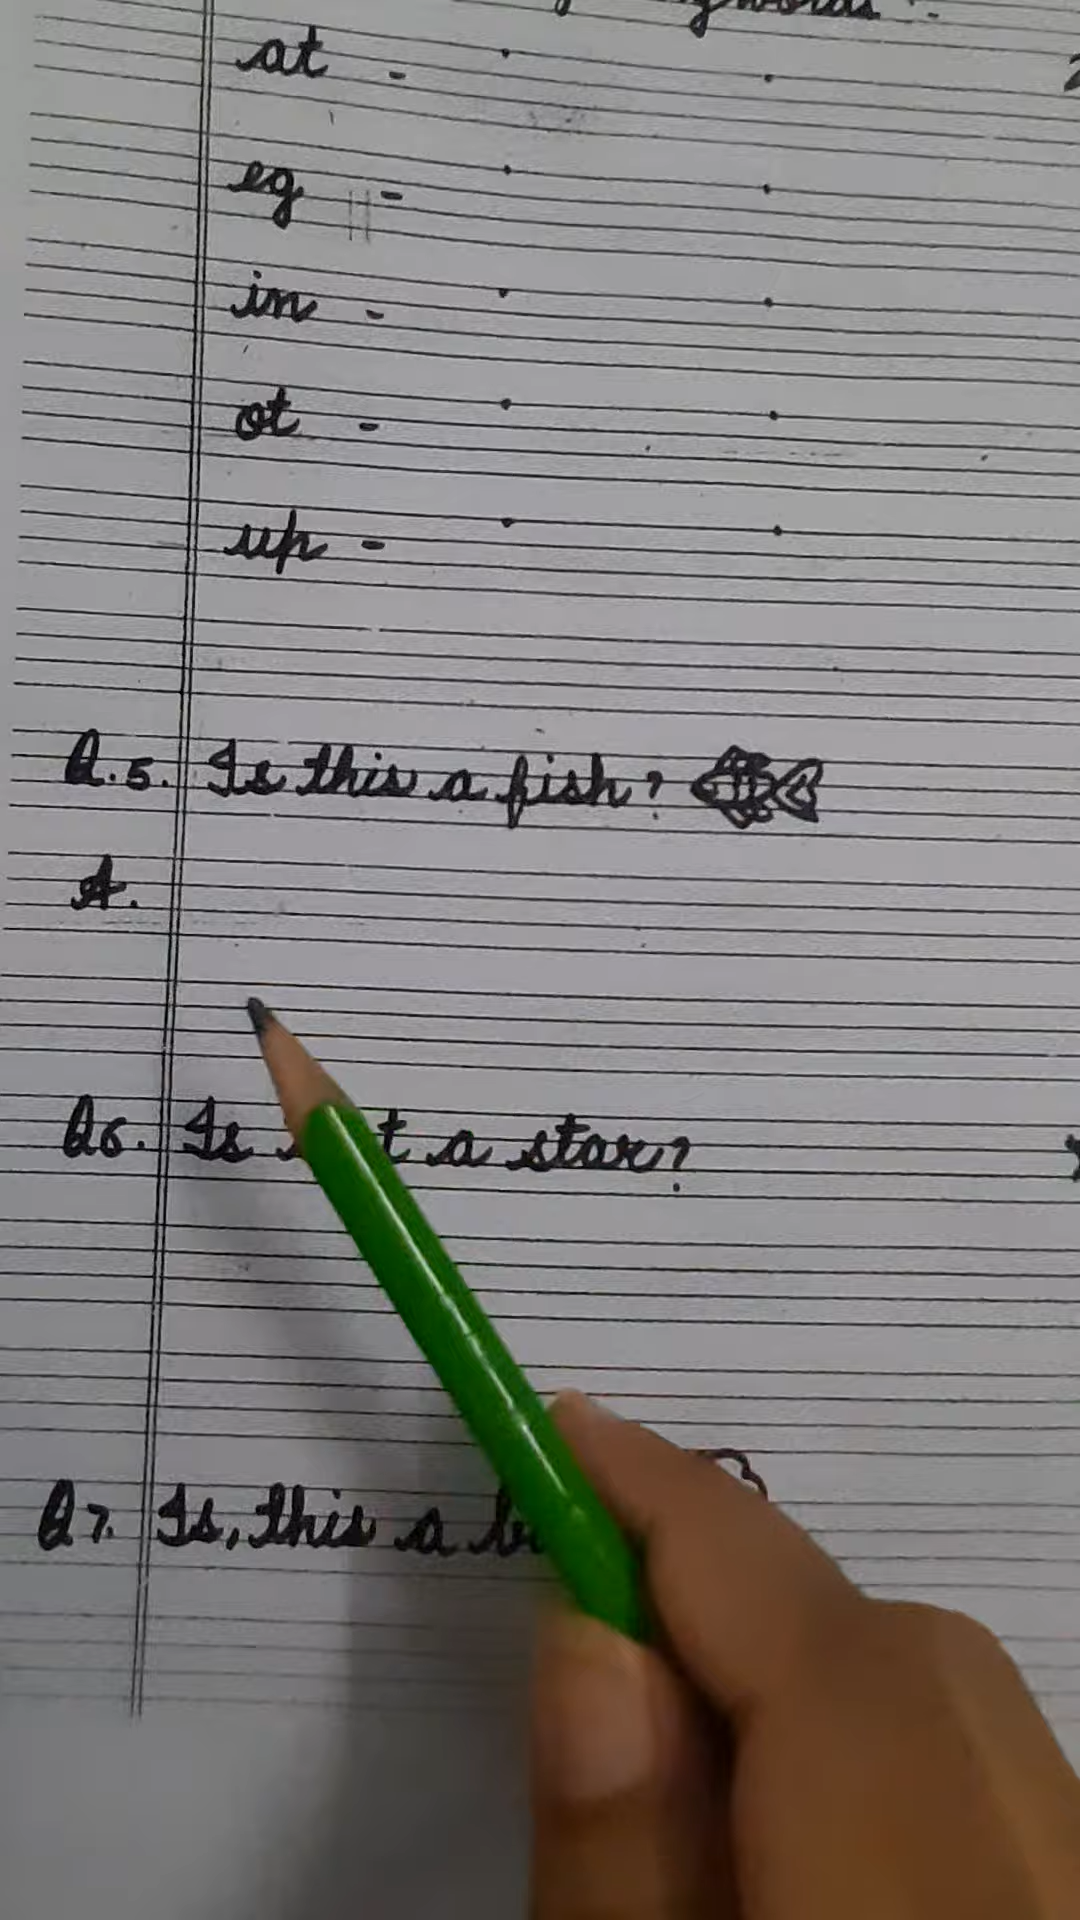 at -
eg -
in -
ot -
up -
Q.5. Is this a fish?
A.
Q6. Is a star?
Q7. Is, this a